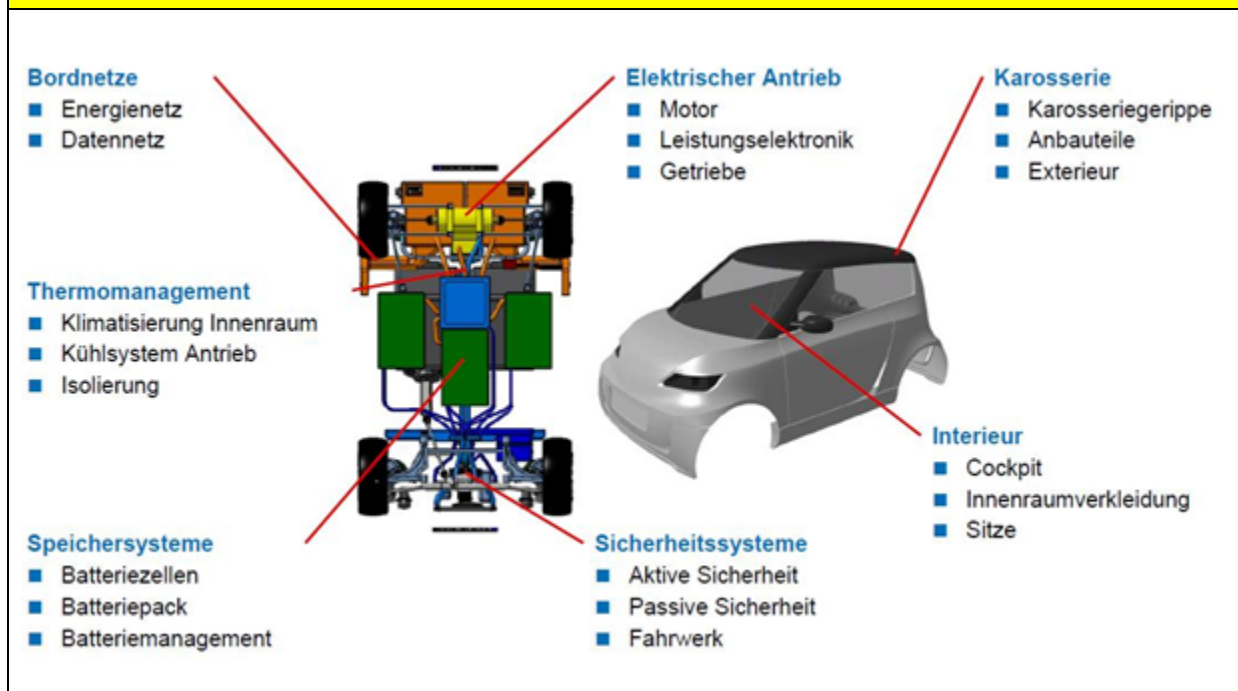 Bordnetze
Energienetz
Datennetz
Elektrischer Antrieb
Motor
Leistungselektronik
Getriebe
Karosserie
Karosseriegerippe
Anbauteile
Exterieur
Thermomanagement
Klimatisierung Innenraum
Kühlsystem Antrieb
Isolierung
Interieur
Cockpit
Innenraumverkleidung
Sitze
Speichersysteme
Batteriezellen
Batteriepack
Batteriemanagement
Sicherheitssysteme
Aktive Sicherheit
Passive Sicherheit
Fahrwerk